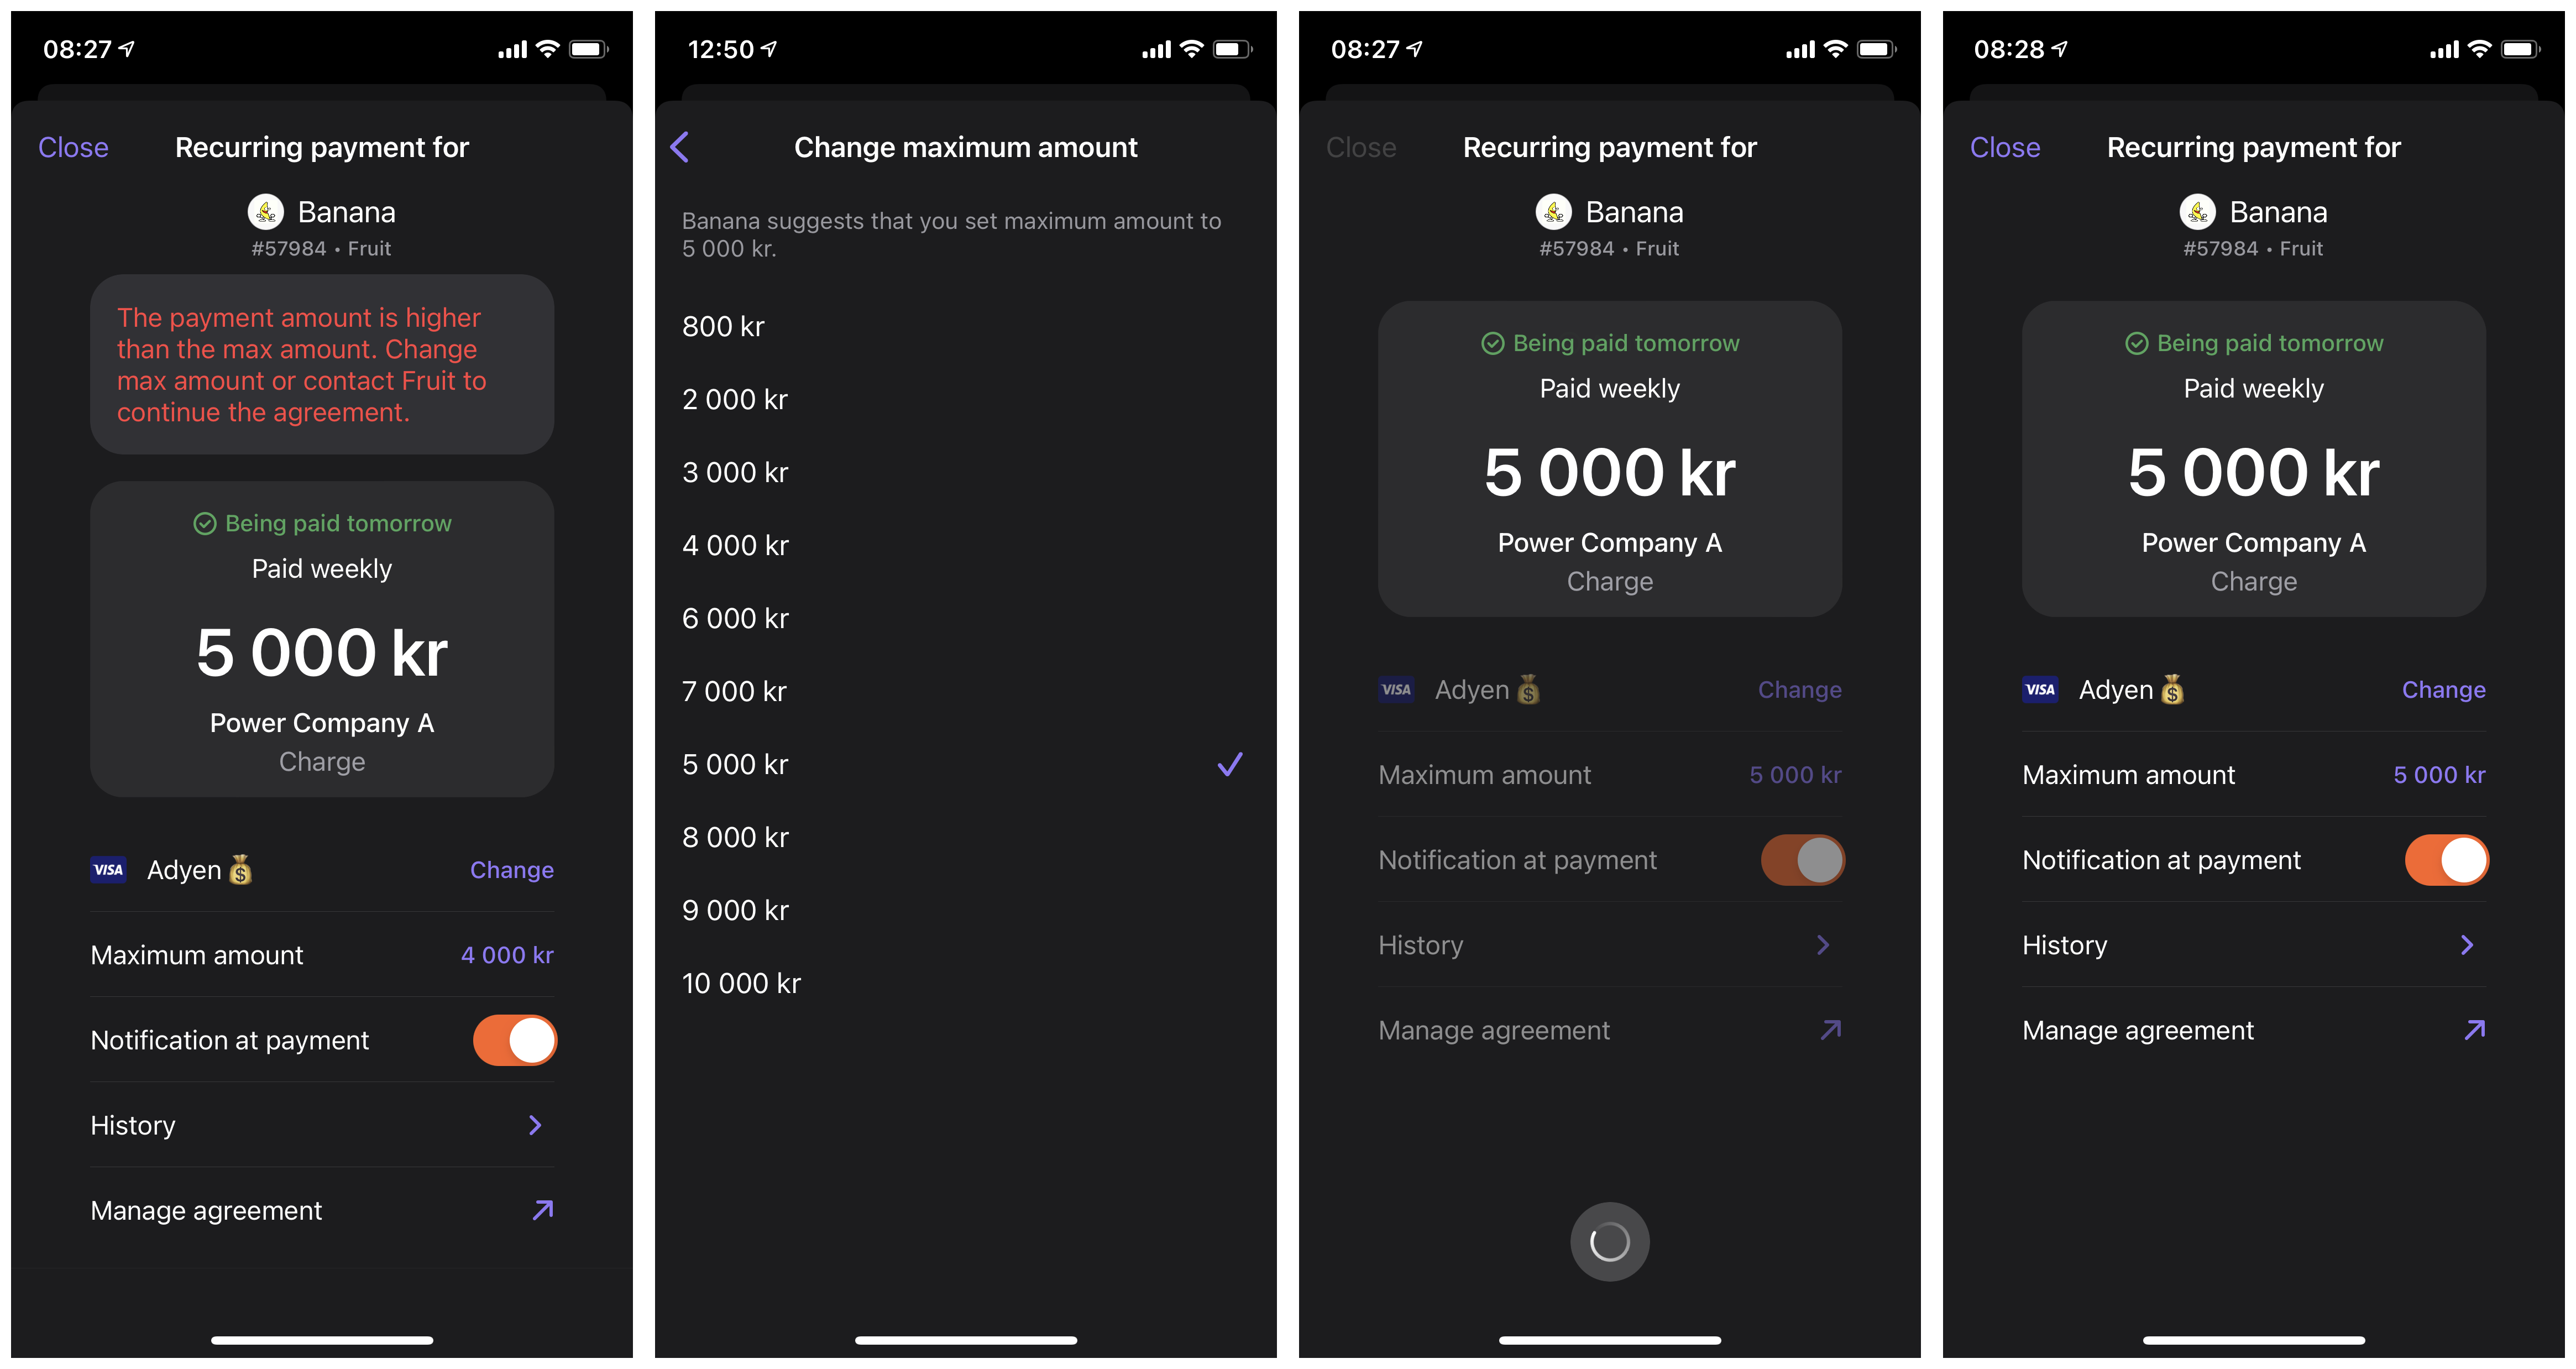 08:27
Close
Recurring payment for
Banana
#57984 • Fruit
The payment amount is higher
than the max amount. Change
max amount or contact Fruit to
continue the agreement.
Being paid tomorrow
Paid weekly
5 000 kr
Power Company A
Charge
VISA Adyen Change
Maximum amount 4 000 kr
Notification at payment
History
Manage agreement
12:50
Change maximum amount
Banana suggests that you set maximum amount to
5 000 kr.
800 kr
2 000 kr
3 000 kr
4 000 kr
6 000 kr
7 000 kr
5 000 kr
8 000 kr
9 000 kr
10 000 kr
08:27
Close
Recurring payment for
Banana
#57984 • Fruit
Being paid tomorrow
Paid weekly
5 000 kr
Power Company A
Charge
VISA Adyen Change
Maximum amount 5 000 kr
Notification at payment
History
Manage agreement
08:28
Close
Recurring payment for
Banana
#57984 • Fruit
Being paid tomorrow
Paid weekly
5 000 kr
Power Company A
Charge
VISA Adyen Change
Maximum amount 5 000 kr
Notification at payment
History
Manage agreement